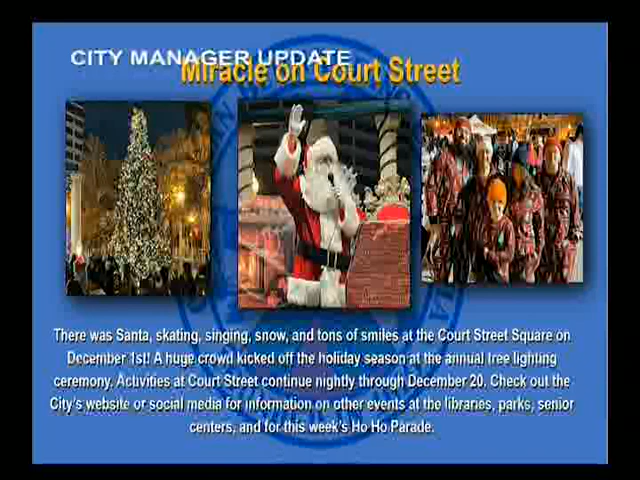 CITY MANAGER UPDATE
Miracle on Court Street
There was Santa, skating, singing, snow, and tons of smiles at the Court Street Square on
December 1st! A huge crowd kicked off the holiday season at the annual tree lighting
ceremony. Activities at Court Street continue nightly through December 20. Check out the
City's website or social media for information on other events at the libraries, parks, senior
centers, and for this week's Ho Ho Parade.